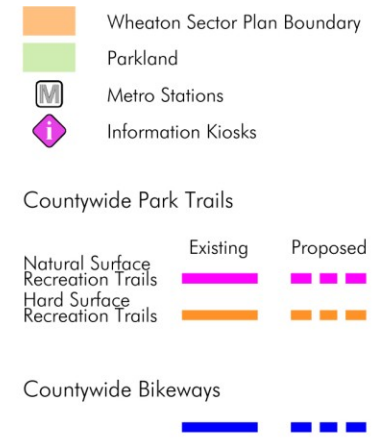 Wheaton Sector Plan Boundary
Parkland
M
Metro Stations
i
Information Kiosks
Countywide Park Trails
Existing Proposed
Natural Surface
Recreation Trails
Hard Surface
Recreation Trails
Countywide Bikeways